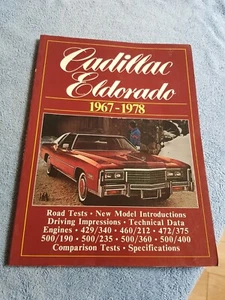 Cadillac
Eldorado
1967-1978
Road Tests • New Model Introductions
Driving Impressions • Technical Data
Engines • 429/340 • 460/212 • 472/375
500/190 • 500/235 • 500/360 • 500/400
Comparison Tests • Specifications